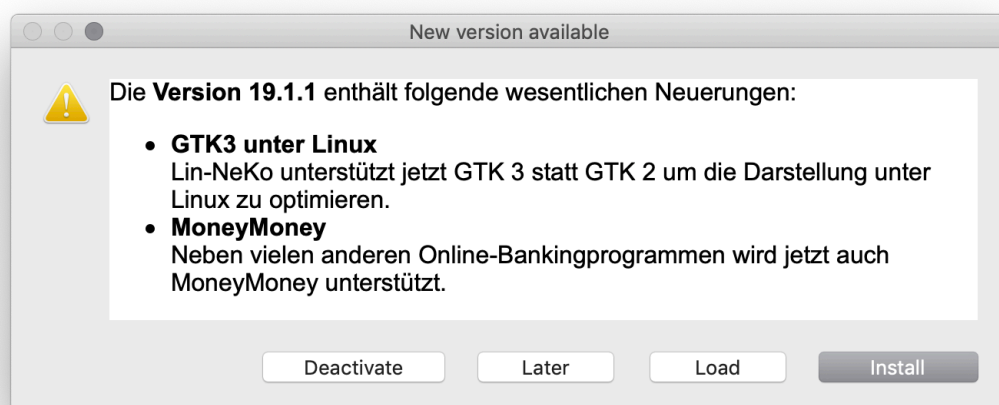 New version available
Die Version 19.1.1 enthält folgende wesentlichen Neuerungen:
• GTK3 unter Linux
Lin-NeKo unterstützt jetzt GTK 3 statt GTK 2 um die Darstellung unter
Linux zu optimieren.
• MoneyMoney
Neben vielen anderen Online-Bankingprogrammen wird jetzt auch
MoneyMoney unterstützt.
Deactivate Later Load Install